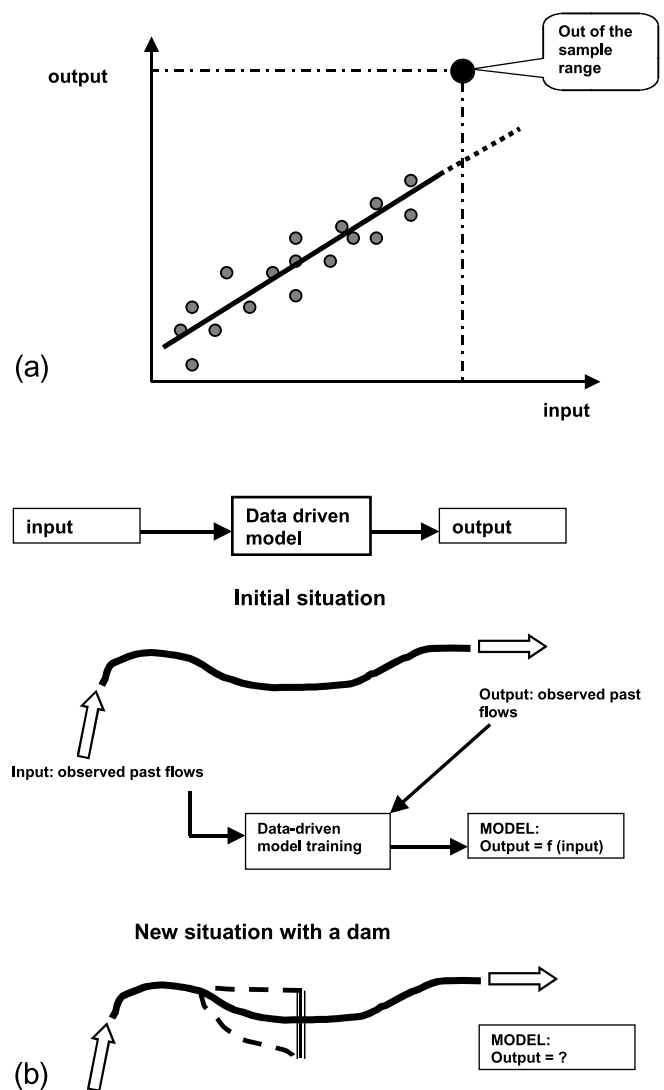 Out of the
sample
range
output
(a)
input
input
Data driven
model
output
Initial situation
Output: observed past
flows
Input: observed past flows
Data-driven
model training
MODEL:
Output = f (input)
New situation with a dam
MODEL:
Output = ?
(b)